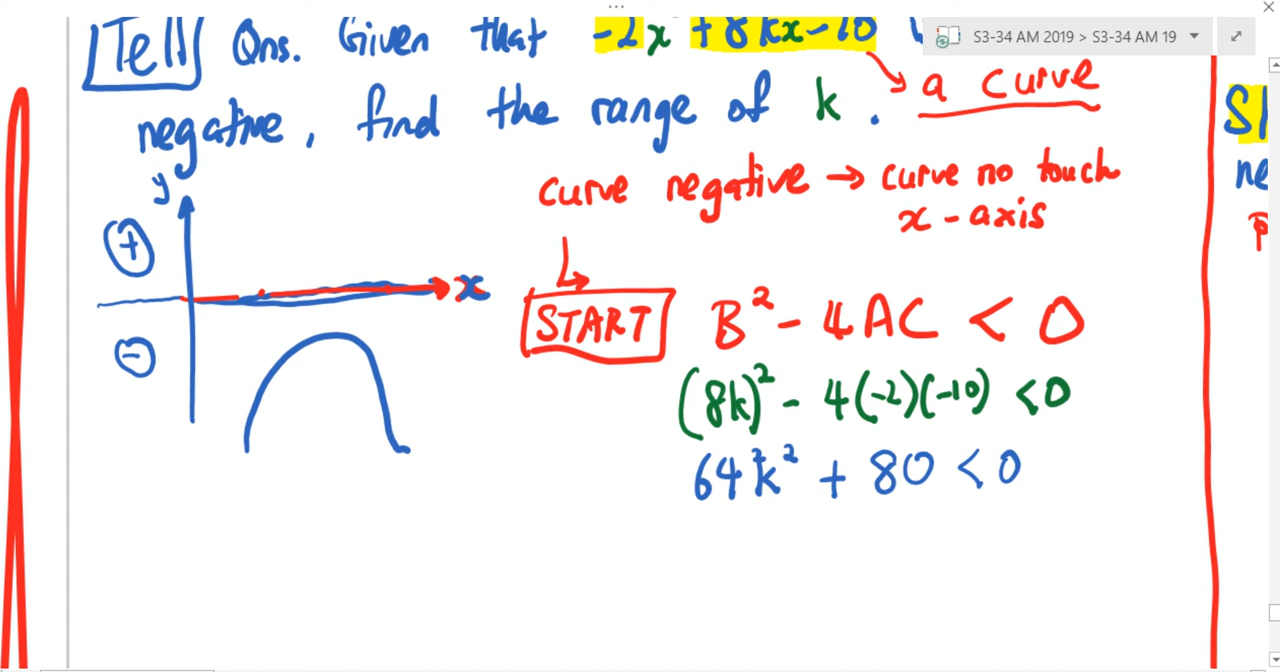 ...
S3-34 AM 2019 > S3-34 AM 19
Tell Qns. Given that -2x +8kx-10
a curve
negative, find the range of k.
curve negative → curve no touch
x-axis
y
+
x
-
START
B² - 4AC < 0
(8k)² - 4(-2)(-10) < 0
64k² + 80 < 0